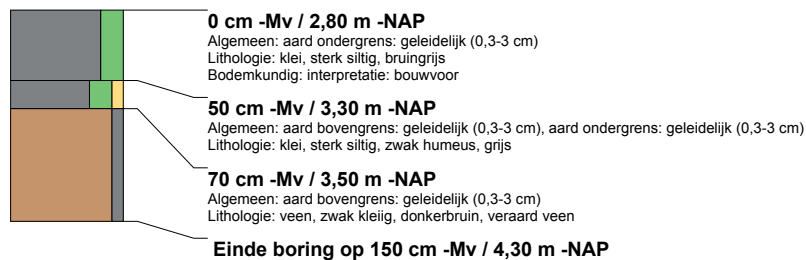 0 cm -Mv / 2,80 m -NAP
Algemeen: aard ondergrens: geleidelijk (0,3-3 cm)
Lithologie: klei, sterk siltig, bruingrijs
Bodemkundig: interpretatie: bouwvoor
50 cm -Mv / 3,30 m -NAP
Algemeen: aard bovengrens: geleidelijk (0,3-3 cm), aard ondergrens: geleidelijk (0,3-3 cm)
Lithologie: klei, sterk siltig, zwak humeus, grijs
70 cm -Mv / 3,50 m -NAP
Algemeen: aard bovengrens: geleidelijk (0,3-3 cm)
Lithologie: veen, zwak kleiig, donkerbruin, veraard veen
Einde boring op 150 cm -Mv / 4,30 m -NAP